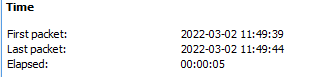 Time
First packet: 2022-03-02 11:49:39
Last packet: 2022-03-02 11:49:44
Elapsed: 00:00:05